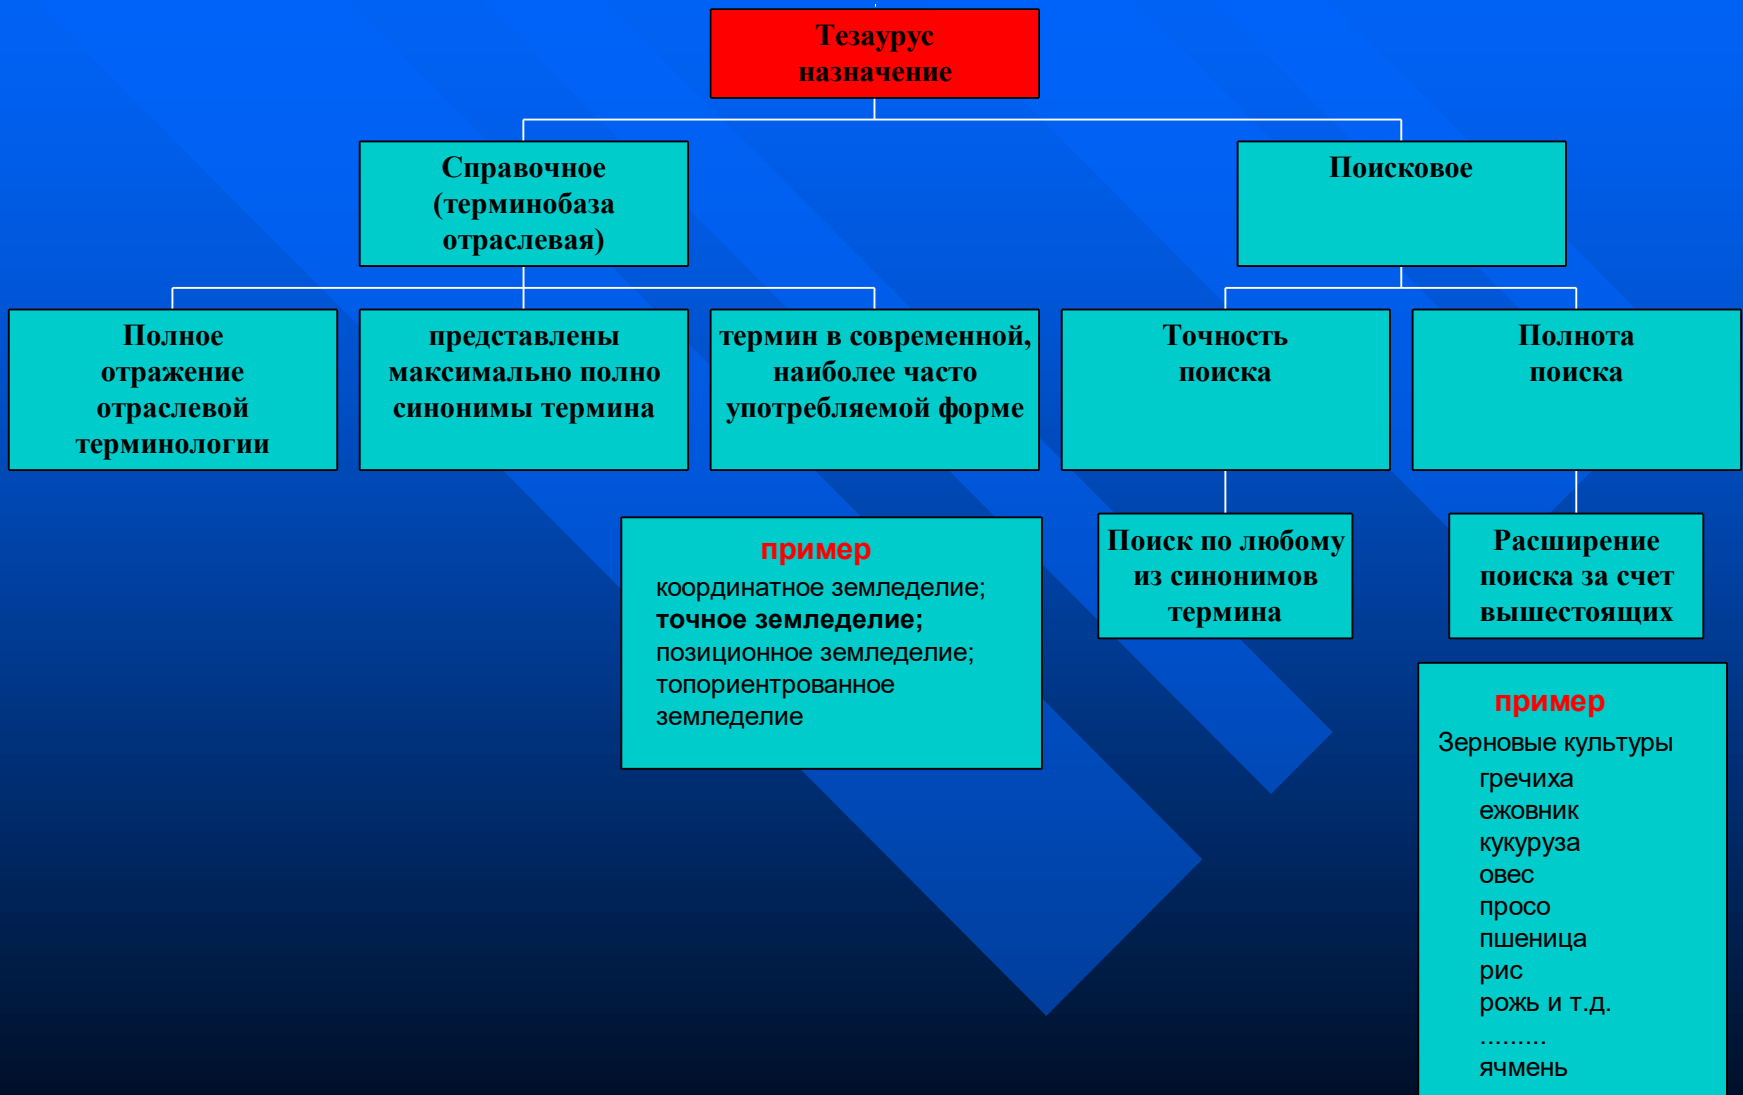 Тезаурус
назначение
Справочное
(терминобаза
отраслевая)
Поисковое
Полное
отражение
отраслевой
терминологии
представлены
максимально полно
синонимы термина
термин в современной,
наиболее часто
употребляемой форме
Точность
поиска
Полнота
поиска
пример
координатное земледелие;
точное земледелие;
позиционное земледелие;
топориентрованное
земледелие
Поиск по любому
из синонимов
термина
Расширение
поиска за счет
вышестоящих
пример
Зерновые культуры
гречиха
ежовник
кукуруза
овес
просо
пшеница
рис
рожь и т.д.
.........
ячмень